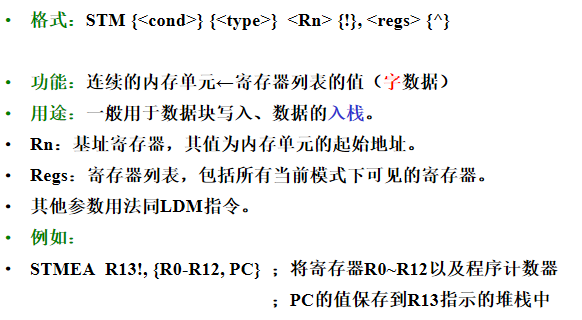 • 格式：STM {<cond>} {<type>} <Rn> {!}, <regs> {^}
• 功能：连续的内存单元←寄存器列表的值（字数据）
• 用途：一般用于数据块写入、数据的入栈。
• Rn：基址寄存器，其值为内存单元的起始地址。
• Regs：寄存器列表，包括所有当前模式下可见的寄存器。
• 其他参数用法同LDM指令。
• 例如：
• STMEA R13!, {R0-R12, PC} ；将寄存器R0~R12以及程序计数器
；PC的值保存到R13指示的堆栈中